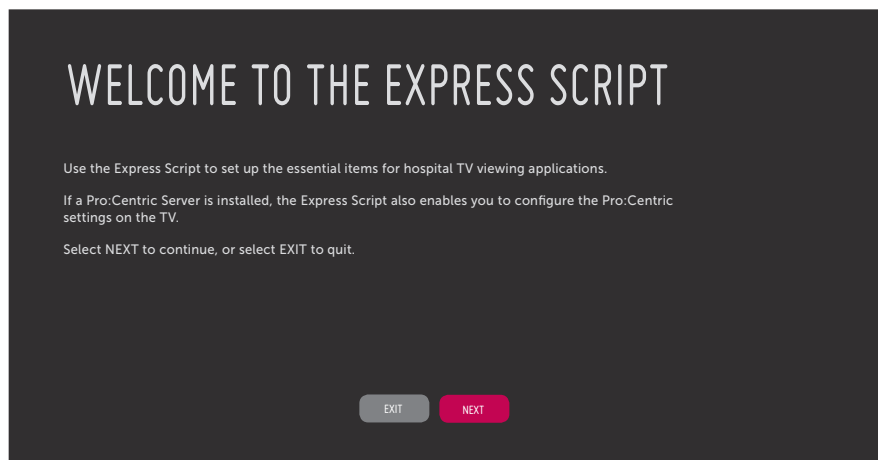 WELCOME TO THE EXPRESS SCRIPT
Use the Express Script to set up the essential items for hospital TV viewing applications.
If a Pro:Centric Server is installed, the Express Script also enables you to configure the Pro:Centric
settings on the TV.
Select NEXT to continue, or select EXIT to quit.
EXIT
NEXT